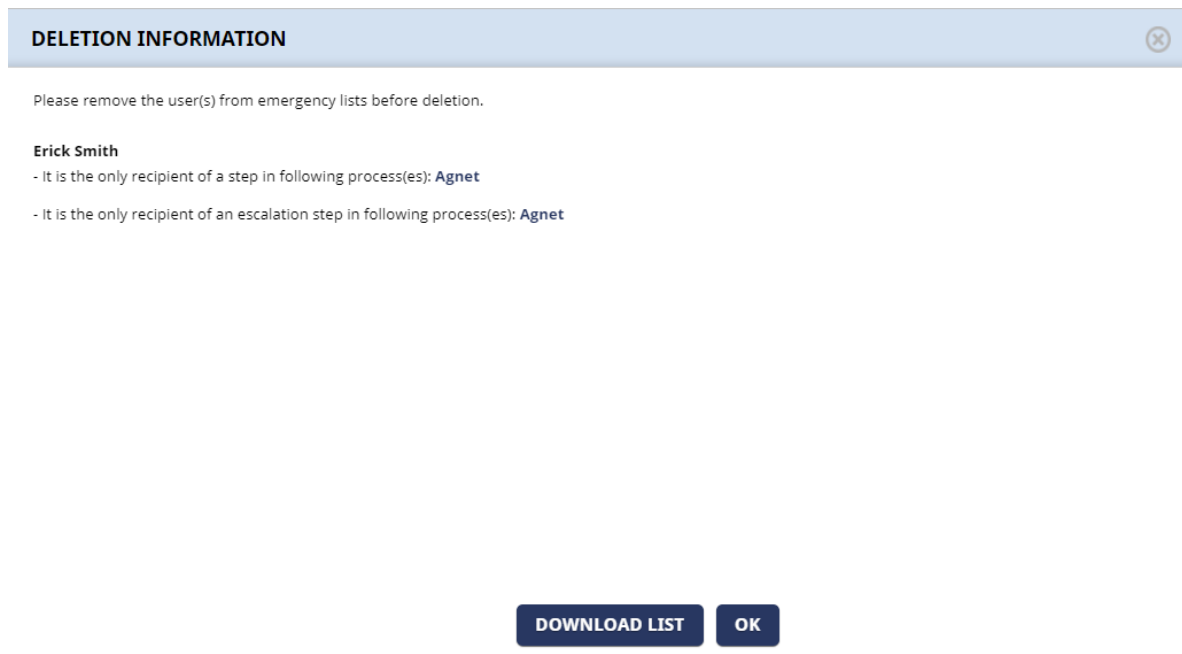 DELETION INFORMATION
Please remove the user(s) from emergency lists before deletion.
Erick Smith
- It is the only recipient of a step in following process(es): Agnet
- It is the only recipient of an escalation step in following process(es): Agnet
DOWNLOAD LIST
OK